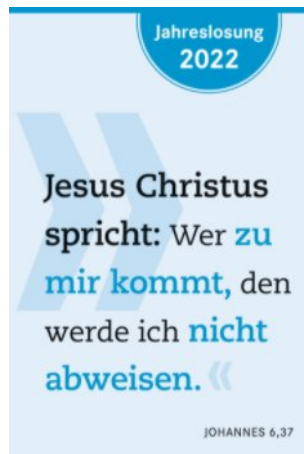 Jahreslosung
2022
Jesus Christus
spricht: Wer zu
mir kommt, den
werde ich nicht
abweisen. «
JOHANNES 6,37